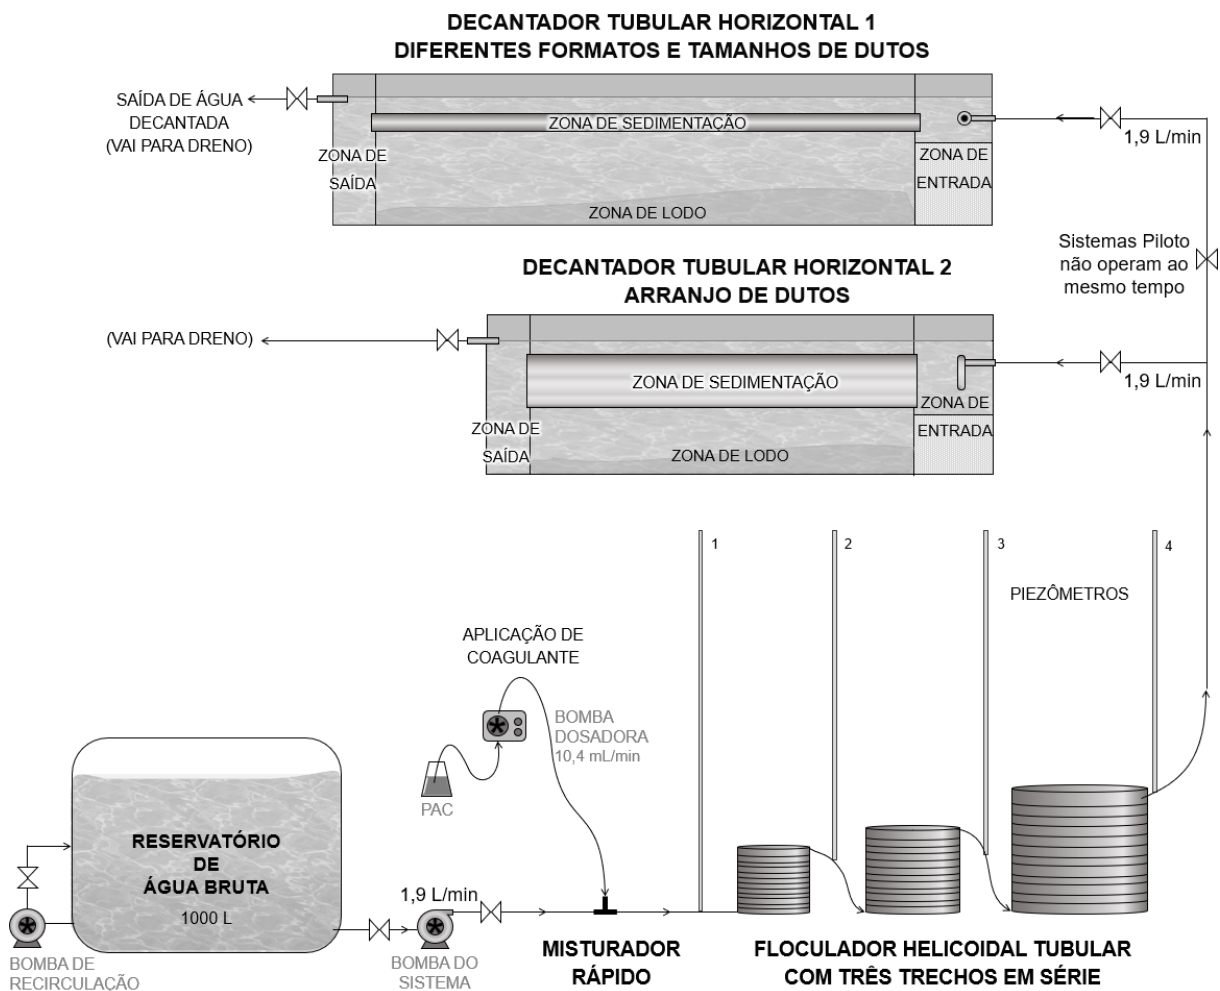 DECANTADOR TUBULAR HORIZONTAL 1
DIFERENTES FORMATOS E TAMANHOS DE DUTOS
SAÍDA DE ÁGUA
DECANTADA
(VAI PARA DRENO)
ZONA DE SEDIMENTAÇÃO
ZONA DE
SAÍDA
ZONA DE
ENTRADA
ZONA DE LODO
1,9 L/min
Sistemas Piloto
não operam ao
mesmo tempo
DECANTADOR TUBULAR HORIZONTAL 2
ARRANJO DE DUTOS
(VAI PARA DRENO)
ZONA DE SEDIMENTAÇÃO
1,9 L/min
ZONA DE
ENTRADA
ZONA DE
SAÍDA
ZONA DE LODO
1
2
3
4
PIEZÔMETROS
APLICAÇÃO DE
COAGULANTE
BOMBA
DOSADORA
10,4 mL/min
PAC
RESERVATÓRIO
DE
ÁGUA BRUTA
1000 L
1,9 L/min
BOMBA DE
RECIRCULAÇÃO
BOMBA DO
SISTEMA
MISTURADOR
RÁPIDO
FLOCULADOR HELICOIDAL TUBULAR
COM TRÊS TRECHOS EM SÉRIE